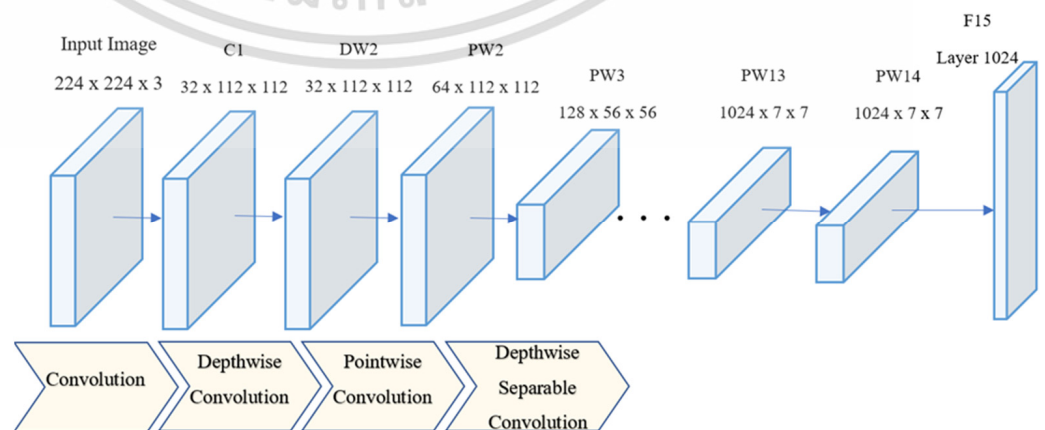 Input Image
224 x 224 x 3
C1
32 x 112 x 112
DW2
32 x 112 x 112
PW2
64 x 112 x 112
PW3
128 x 56 x 56
. . .
PW13
1024 x 7 x 7
PW14
1024 x 7 x 7
F15
Layer 1024
Convolution
Depthwise
Convolution
Pointwise
Convolution
Depthwise
Separable
Convolution